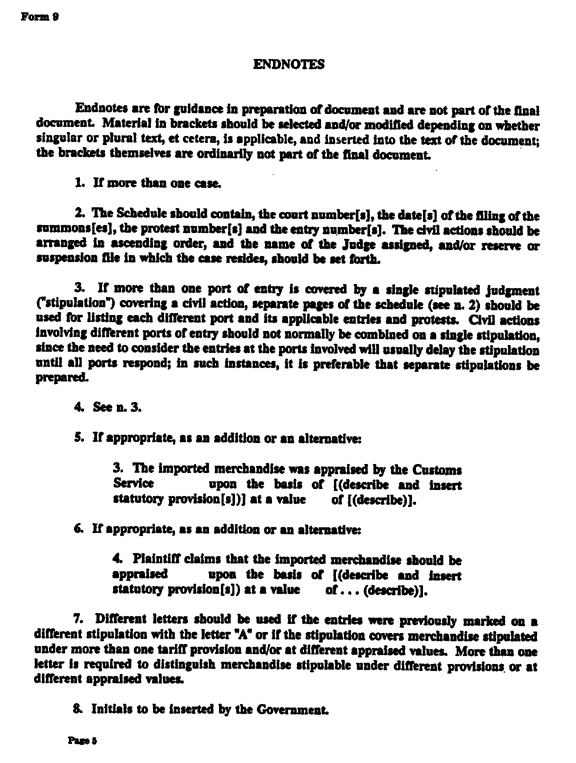 Form 9
ENDNOTES
Endnotes are for guidance in preparation of document and are not part of the final
document. Material in brackets should be selected and/or modified depending on whether
singular or plural text, et cetera, is applicable, and inserted into the text of the document;
the brackets themselves are ordinarily not part of the final document.
1. If more than one case.
2. The Schedule should contain, the court number[s], the date[s] of the filing of the
summons[es], the protest number[s] and the entry number[s]. The civil actions should be
arranged in ascending order, and the name of the Judge assigned, and/or reserve or
suspension file in which the case resides, should be set forth.
3. If more than one port of entry is covered by a single stipulated judgment
("stipulation") covering a civil action, separate pages of the schedule (see n. 2) should be
used for listing each different port and its applicable entries and protests. Civil actions
involving different ports of entry should not normally be combined on a single stipulation,
since the need to consider the entries at the ports involved will usually delay the stipulation
until all ports respond; in such instances, it is preferable that separate stipulations be
prepared.
4. See n. 3.
5. If appropriate, as an addition or an alternative:
3. The imported merchandise was appraised by the Customs
Service upon the basis of [(describe and insert
statutory provision[s])] at a value of [(describe)].
6. If appropriate, as an addition or an alternative:
4. Plaintiff claims that the imported merchandise should be
appraised upon the basis of [(describe and insert
statutory provision[s]) at a value of . . . (describe)].
7. Different letters should be used if the entries were previously marked on a
different stipulation with the letter "A" or if the stipulation covers merchandise stipulated
under more than one tariff provision and/or at different appraised values. More than one
letter is required to distinguish merchandise stipulable under different provisions or at
different appraised values.
8. Initials to be inserted by the Government.
Page 5